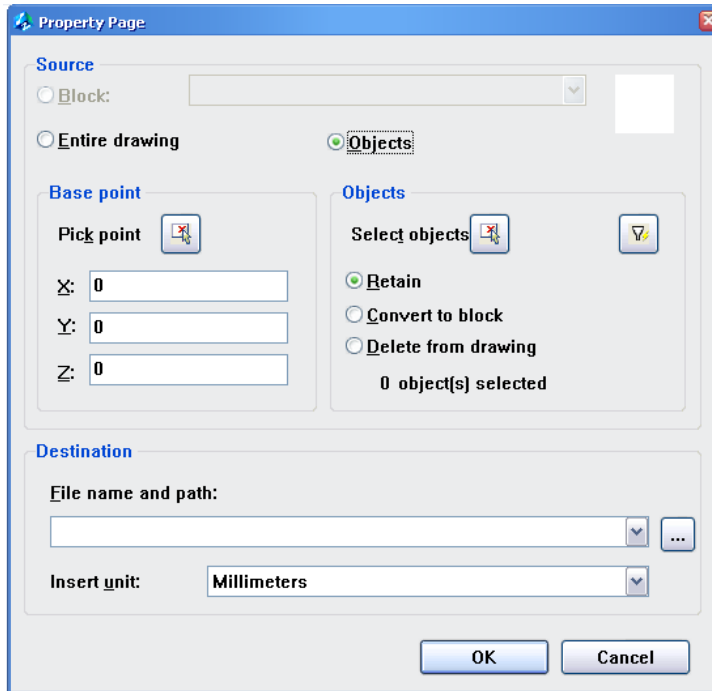 Property Page
Source
Block:
Entire drawing
Objects
Base point
Pick point
X: 0
Y: 0
Z: 0
Objects
Select objects
Retain
Convert to block
Delete from drawing
0 object(s) selected
Destination
File name and path:
...
Insert unit: Millimeters
OK Cancel